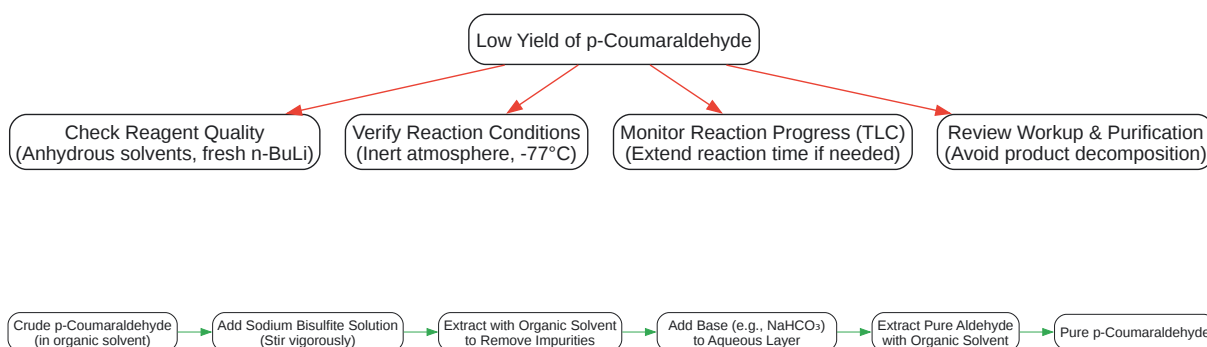 Low Yield of p-Coumaraldehyde
Check Reagent Quality
(Anhydrous solvents, fresh n-BuLi)
Verify Reaction Conditions
(Inert atmosphere, -77°C)
Monitor Reaction Progress (TLC)
(Extend reaction time if needed)
Review Workup & Purification
(Avoid product decomposition)
Crude p-Coumaraldehyde
(in organic solvent)
Add Sodium Bisulfite Solution
(Stir vigorously)
Extract with Organic Solvent
to Remove Impurities
Add Base (e.g., NaHCO₃)
to Aqueous Layer
Extract Pure Aldehyde
with Organic Solvent
Pure p-Coumaraldehyde